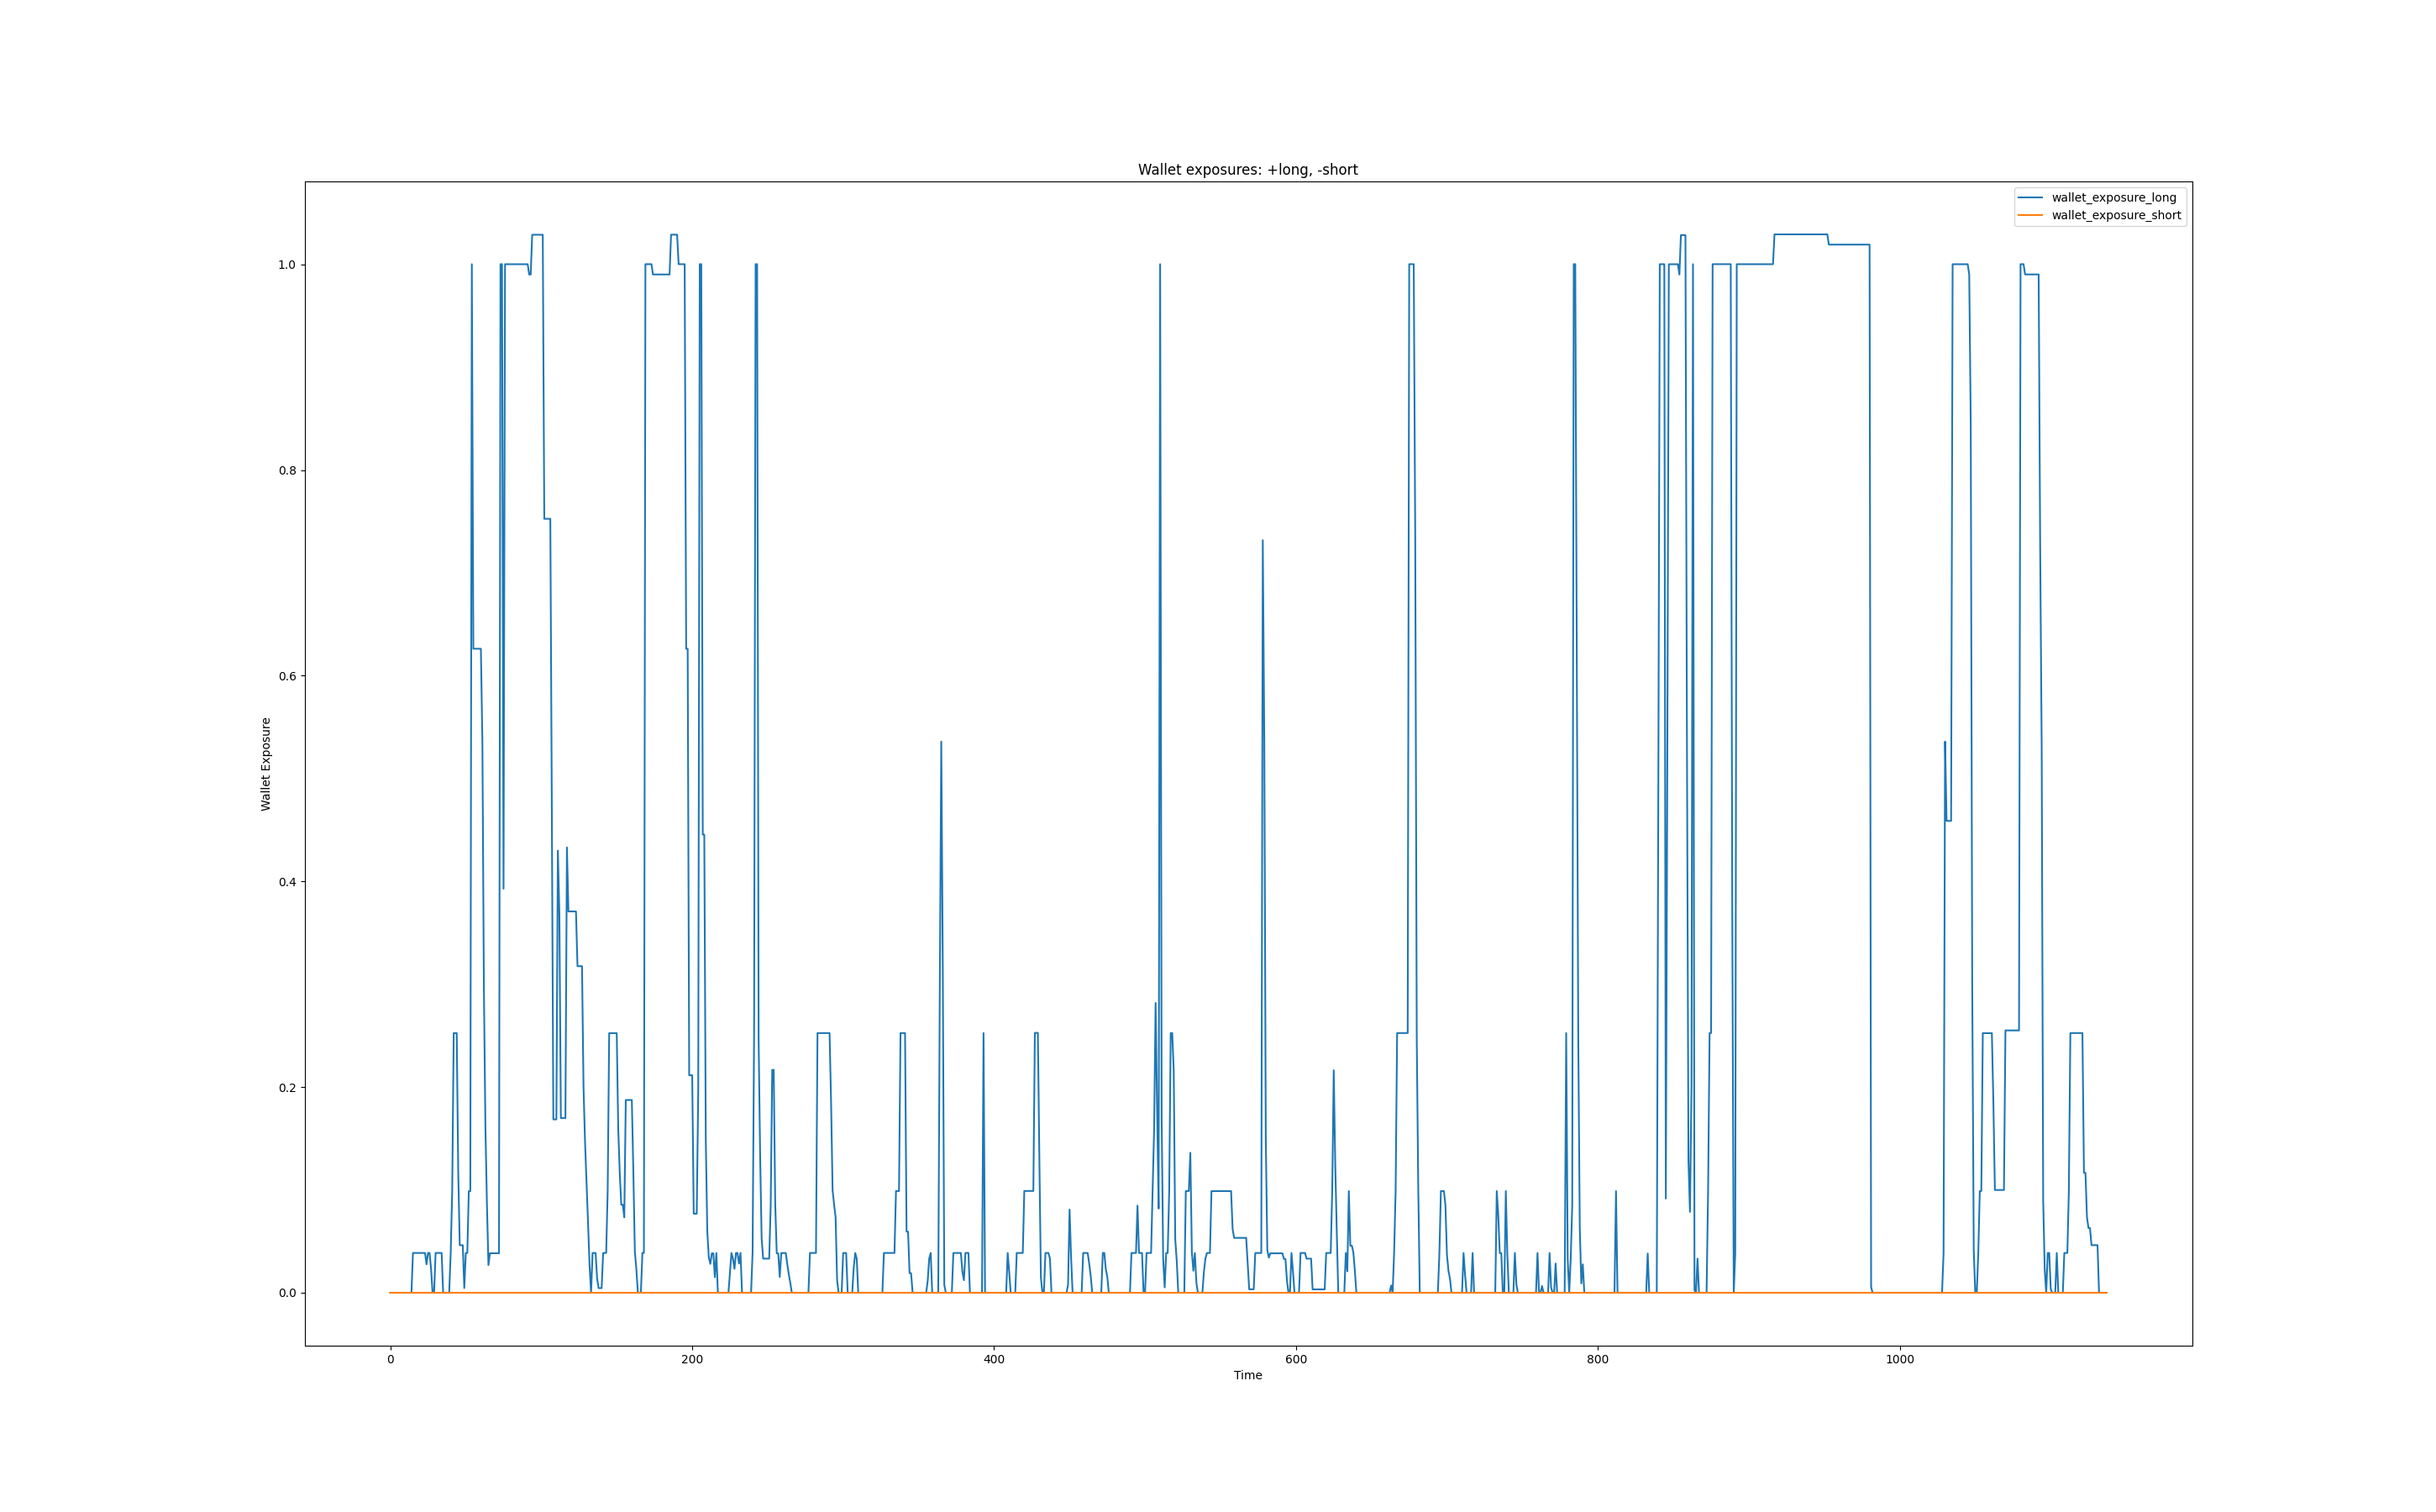 Wallet exposures: +long, -short
wallet_exposure_long
wallet_exposure_short
1.0
0.8
0.6
0.4
0.2
0.0
Wallet Exposure
0 200 400 600 800 1000
Time